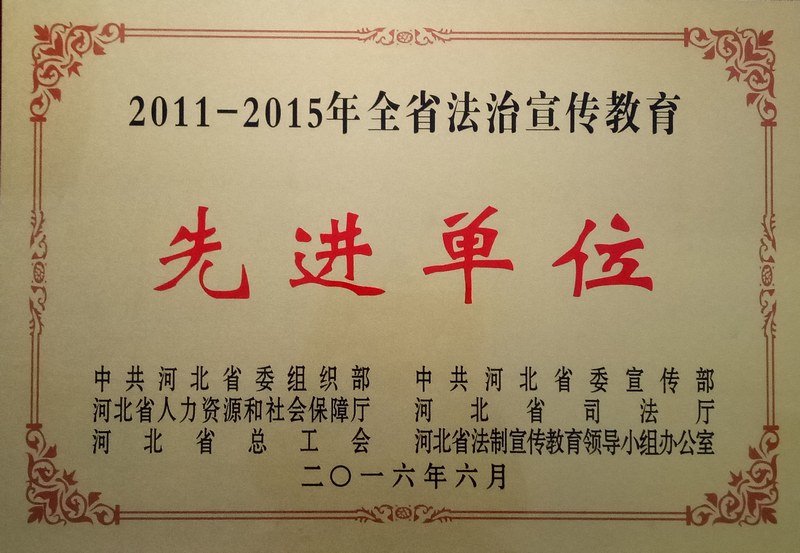 2011-2015年全省法治宣传教育
先进单位
中共河北省委组织部 中共河北省委宣传部
河北省人力资源和社会保障厅 河北省司法厅
河北省总工会 河北省法制宣传教育领导小组办公室
二〇一六年六月